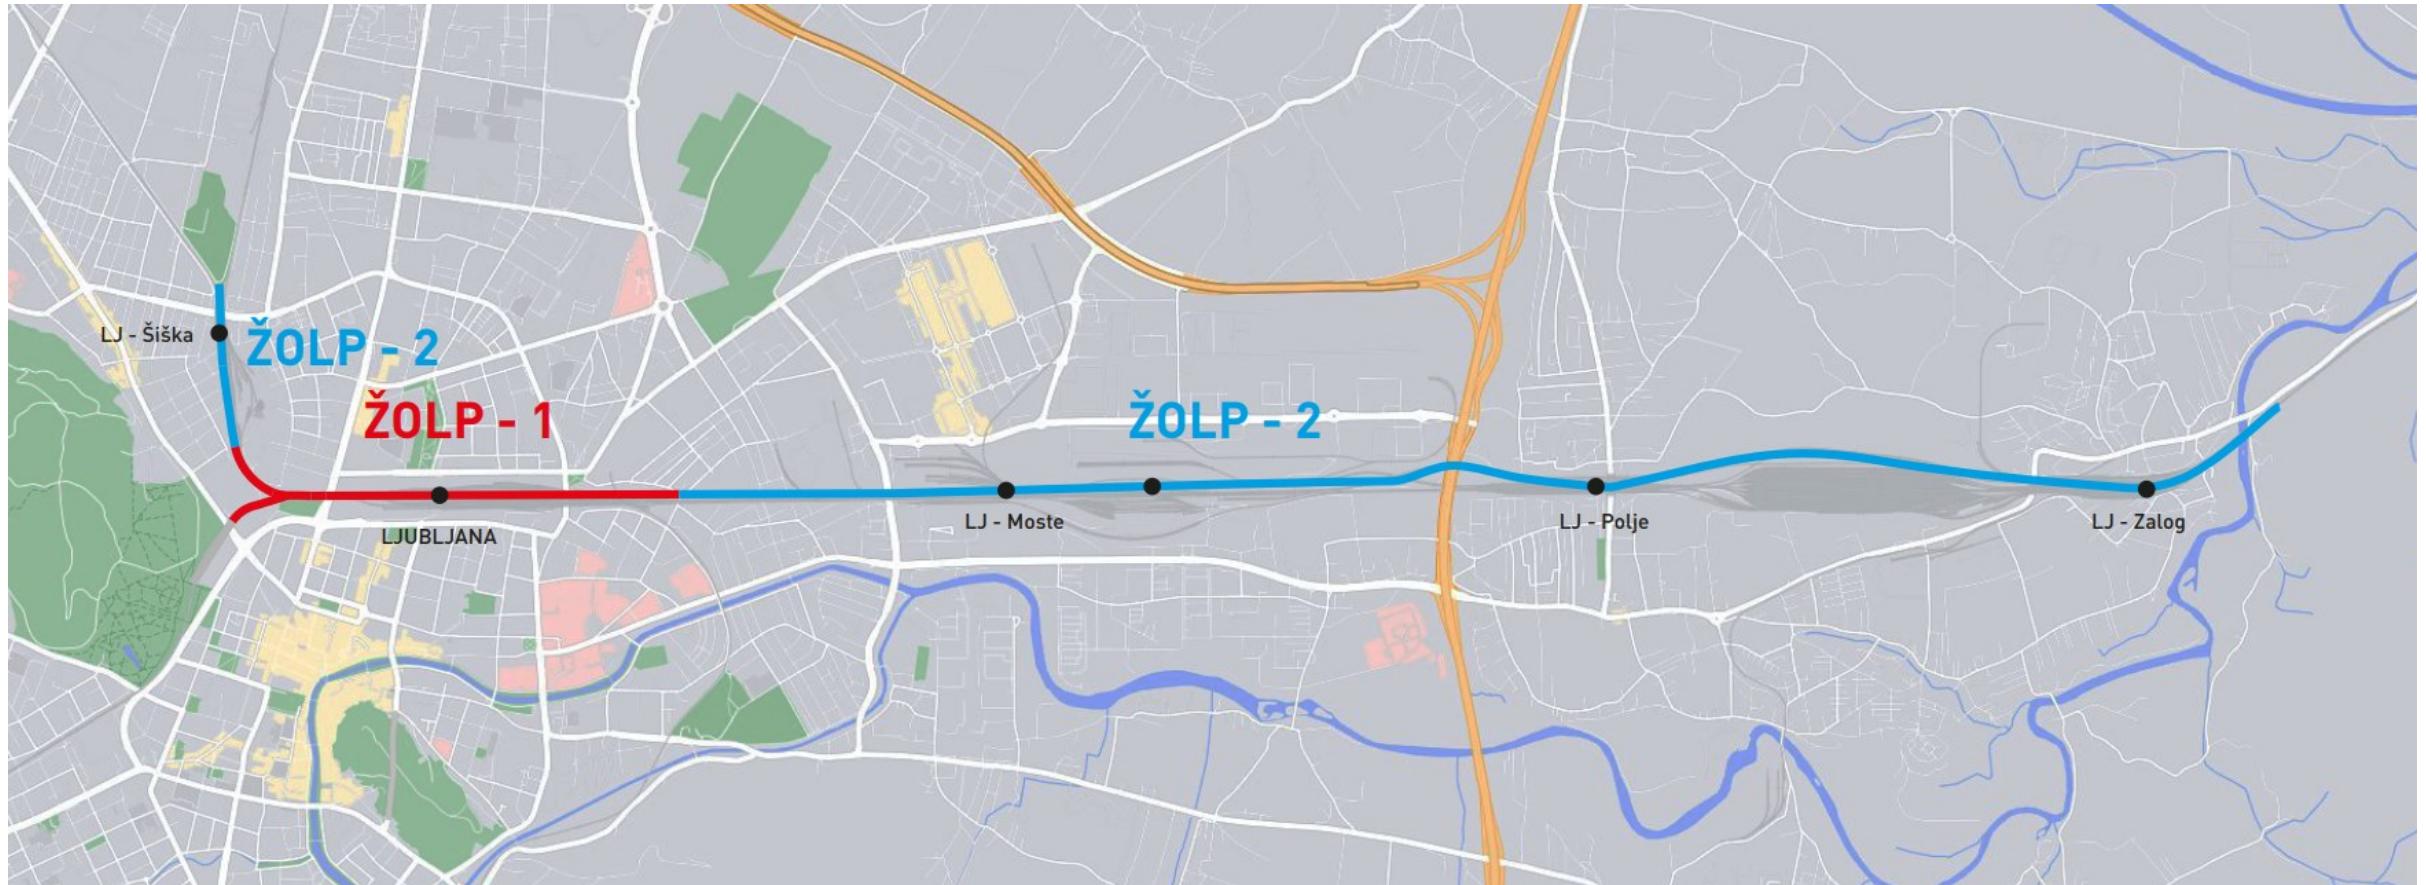 LJ - Šiška
ŽOLP - 2
ŽOLP - 1
ŽOLP - 2
LJUBLJANA
LJ - Moste
LJ - Polje
LJ - Zalog